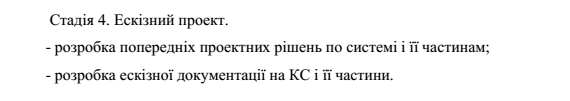 Стадія 4. Ескізний проект.
- розробка попередніх проектних рішень по системі і її частинам;
- розробка ескізної документації на КС і її частини.